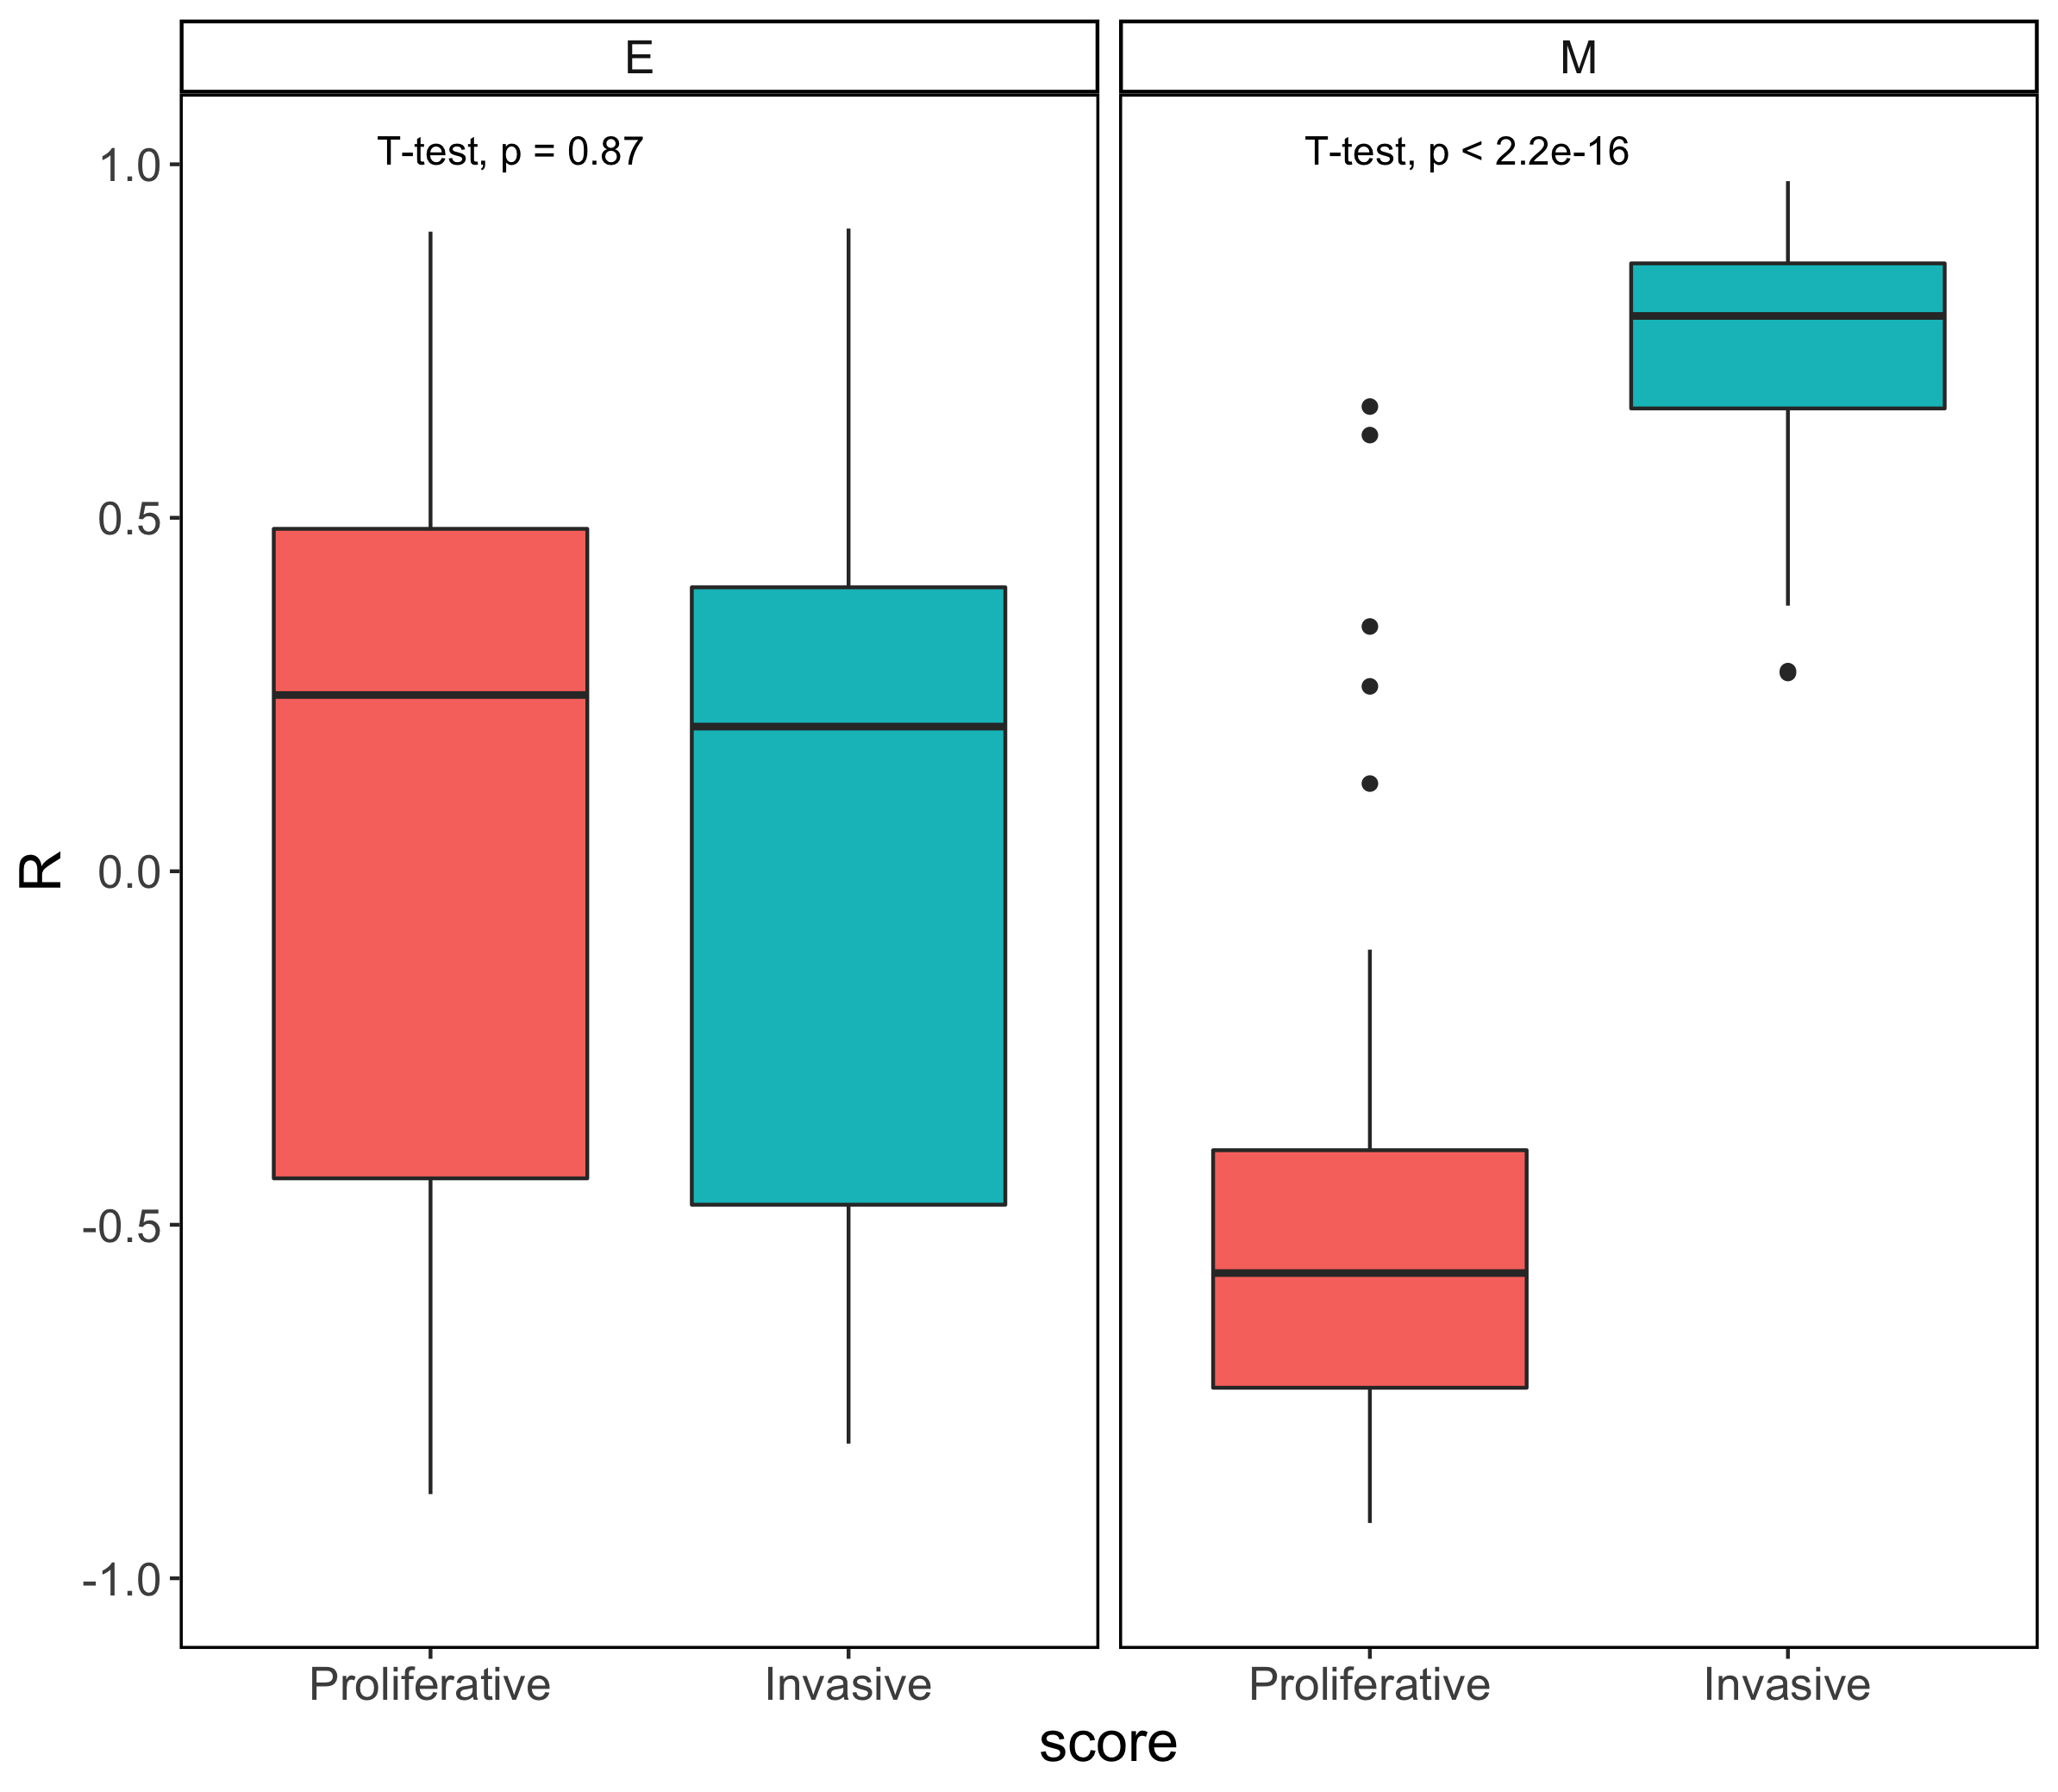 E
M
T-test, p = 0.87
T-test, p < 2.2e-16
1.0
0.5
0.0
-0.5
-1.0
R
Proliferative
Invasive
Proliferative
Invasive
score